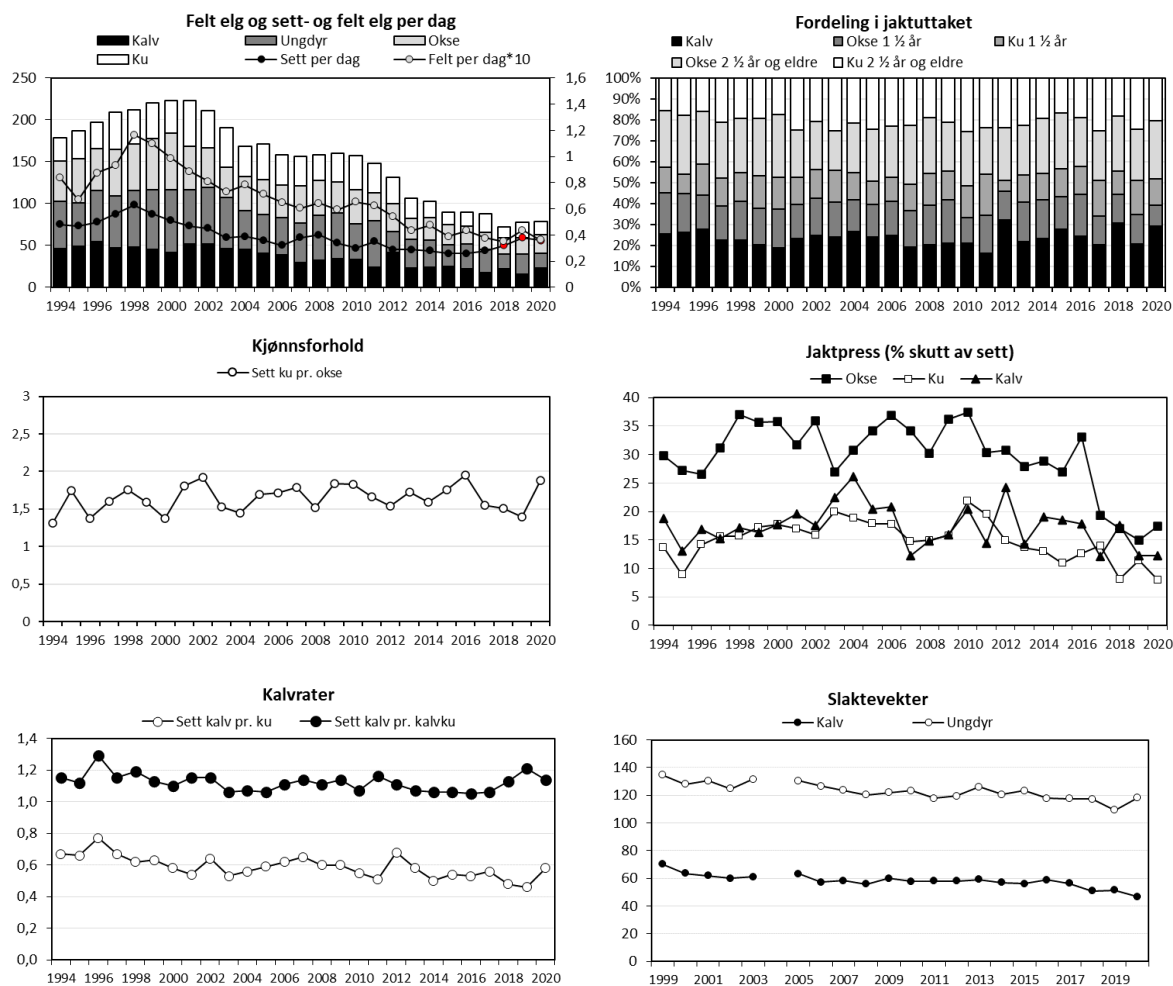 Felt elg og sett- og felt elg per dag
Kalv Ungdyr Okse
Ku Sett per dag Felt per dag*10
250 1,6
1,4
200 1,2
150 1
0,8
100 0,6
50 0,4
0,2
0 0
1994 1996 1998 2000 2002 2004 2006 2008 2010 2012 2014 2016 2018 2020
Fordeling i jaktuttaket
Kalv Okse 1 ½ år Ku 1 ½ år
Okse 2 ½ år og eldre Ku 2 ½ år og eldre
100%
90%
80%
70%
60%
50%
40%
30%
20%
10%
0%
1994 1996 1998 2000 2002 2004 2006 2008 2010 2012 2014 2016 2018 2020
Kjønnsforhold
Sett ku pr. okse
3
2,5
2
1,5
1
0,5
0
1994 1996 1998 2000 2002 2004 2006 2008 2010 2012 2014 2016 2018 2020
Jaktpress (% skutt av sett)
Okse Ku Kalv
40
35
30
25
20
15
10
5
0
1994 1996 1998 2000 2002 2004 2006 2008 2010 2012 2014 2016 2018 2020
Kalvrater
Sett kalv pr. ku Sett kalv pr. kalvku
1,4
1,2
1,0
0,8
0,6
0,4
0,2
0,0
1994 1996 1998 2000 2002 2004 2006 2008 2010 2012 2014 2016 2018 2020
Slaktevekter
Kalv Ungdyr
160
140
120
100
80
60
40
20
0
1999 2001 2003 2005 2007 2009 2011 2013 2015 2017 2019